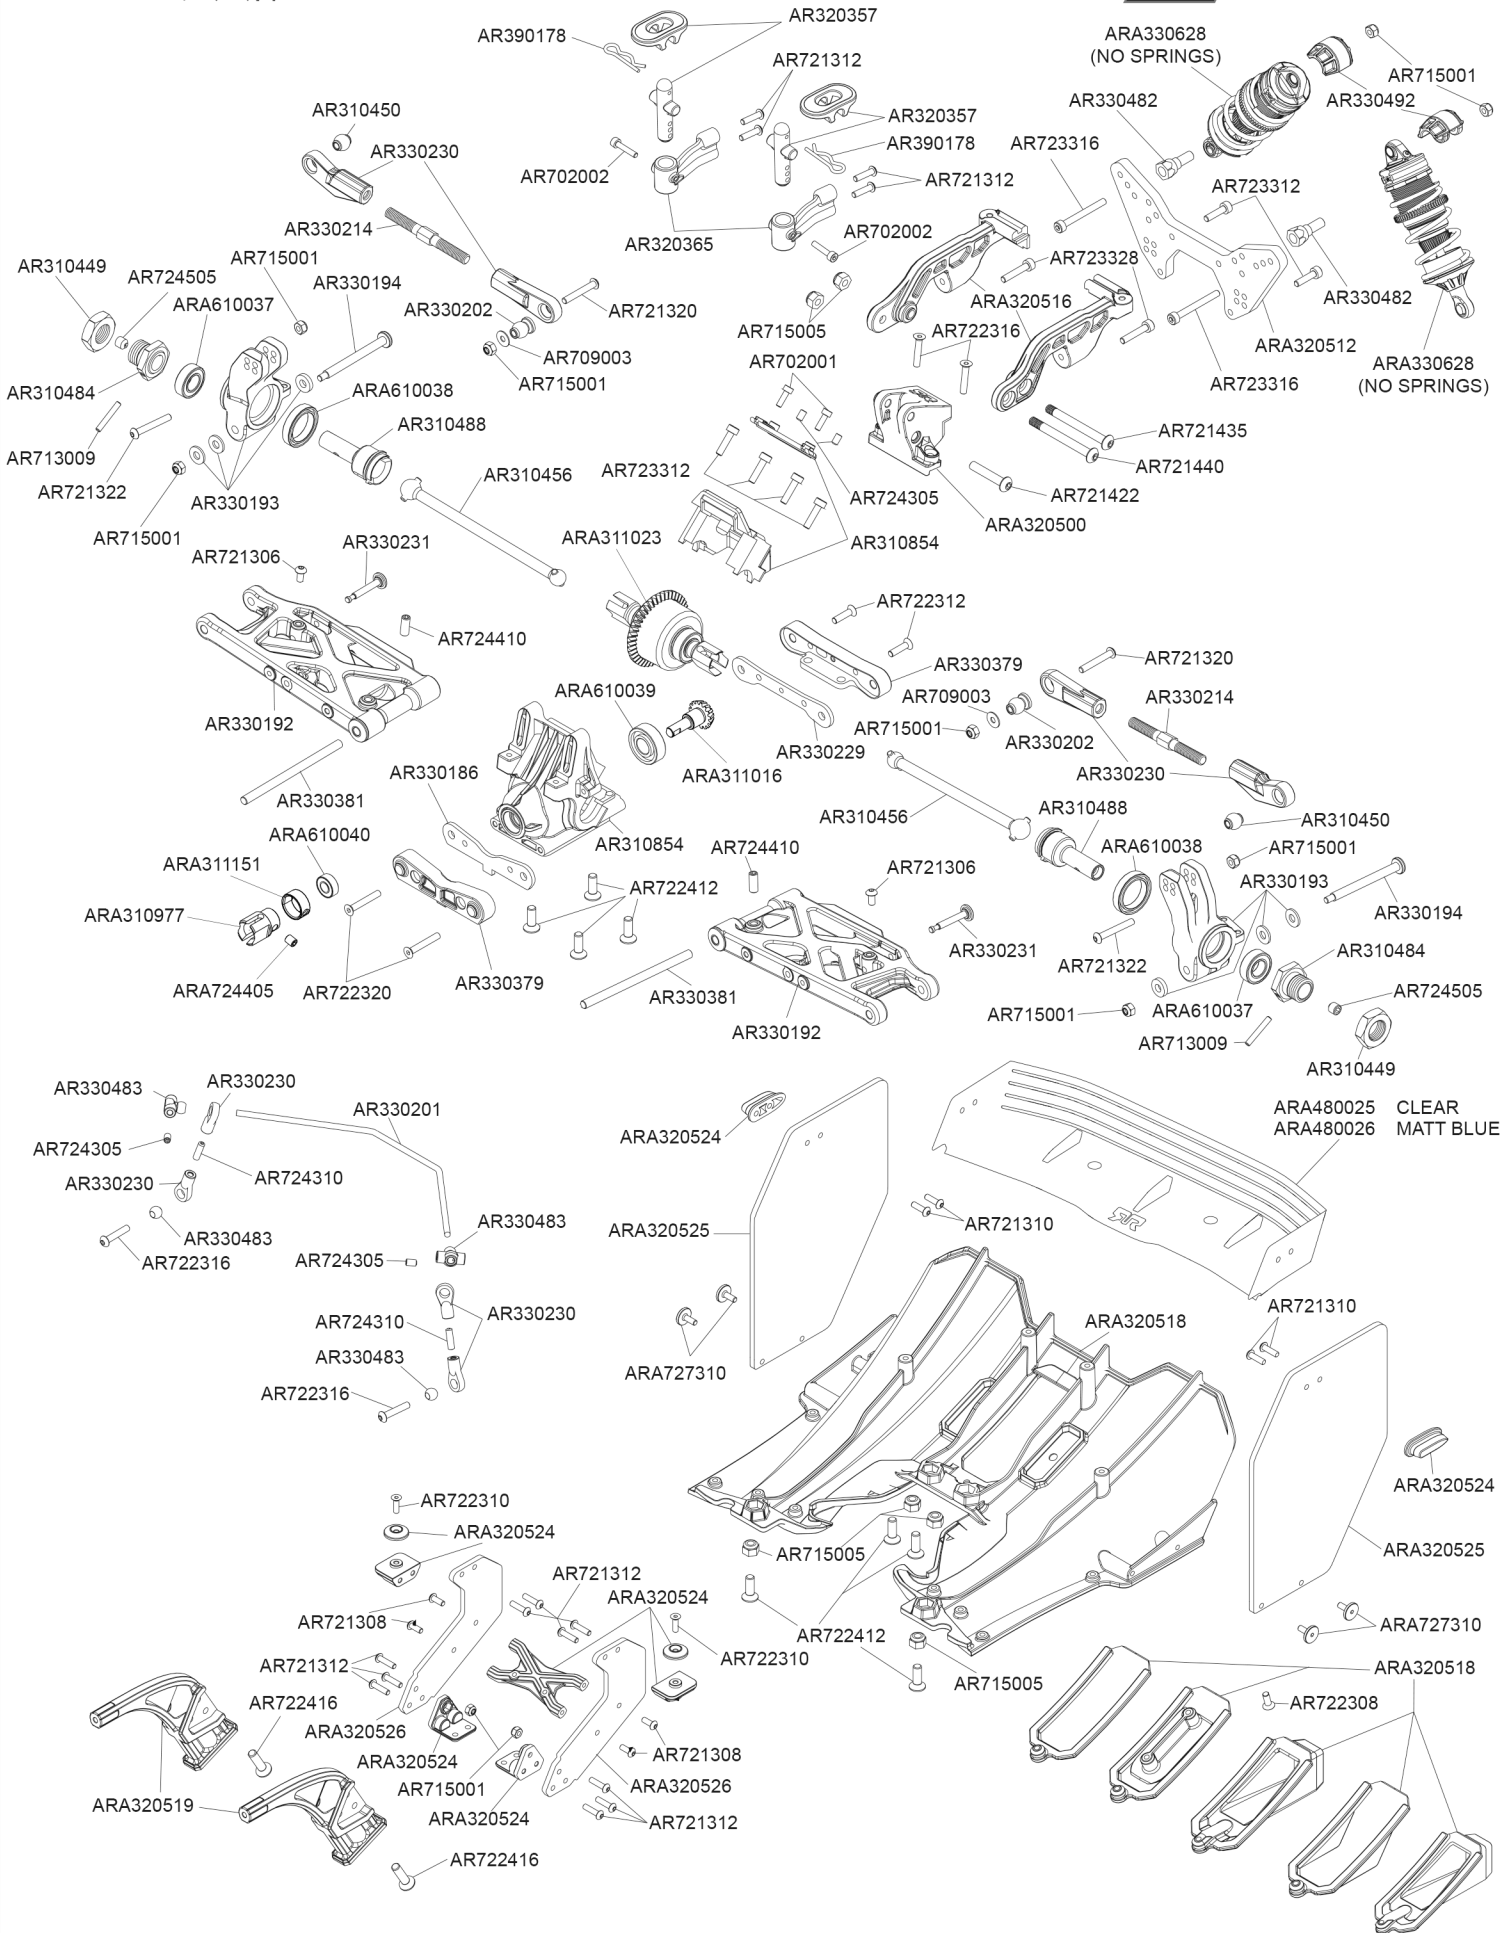 AR320357
AR390178
ARA330628
(NO SPRINGS)
AR721312
AR715001
AR330492
AR330482
AR310450
AR320357
AR390178
AR723316
AR330230
AR702002
AR721312
AR723312
AR330214
AR320365
AR702002
AR715001
AR310449
AR724505
AR330194
AR723328
ARA610037
AR330202
AR721320
ARA320516
AR330482
AR715005
AR722316
AR709003
AR702001
ARA320512
ARA330628
(NO SPRINGS)
AR715001
AR723316
AR310484
ARA610038
AR310488
AR721435
AR713009
AR721440
AR723312
AR310456
AR721322
AR330193
AR724305
AR721422
ARA320500
AR715001
ARA311023
AR310854
AR330231
AR721306
AR722312
AR724410
AR330379
AR721320
ARA610039
AR709003
AR330214
AR330192
AR715001
AR330202
AR330229
AR330186
ARA311016
AR330230
AR330381
AR310456
AR310488
AR310450
ARA610040
AR310854
AR724410
ARA610038
AR715001
ARA311151
AR721306
AR330193
AR722412
ARA310977
AR330194
AR330231
AR310484
AR721322
AR330379
ARA724405
AR722320
AR330381
AR724505
ARA610037
AR715001
AR330192
AR713009
AR310449
AR330483
AR330230
AR330201
ARA480025 CLEAR
ARA480026 MATT BLUE
ARA320524
AR724305
AR724310
AR330230
AR330483
AR721310
ARA320525
AR330483
AR722316
AR724305
AR721310
AR330230
AR724310
ARA320518
AR330483
ARA727310
AR722316
ARA320524
AR722310
ARA320524
AR715005
ARA320525
AR721312
ARA320524
AR721308
ARA727310
AR722412
AR722310
AR721312
ARA320518
AR715005
AR722416
AR722308
ARA320526
AR721308
ARA320524
AR715001
ARA320526
ARA320519
ARA320524
AR721312
AR722416